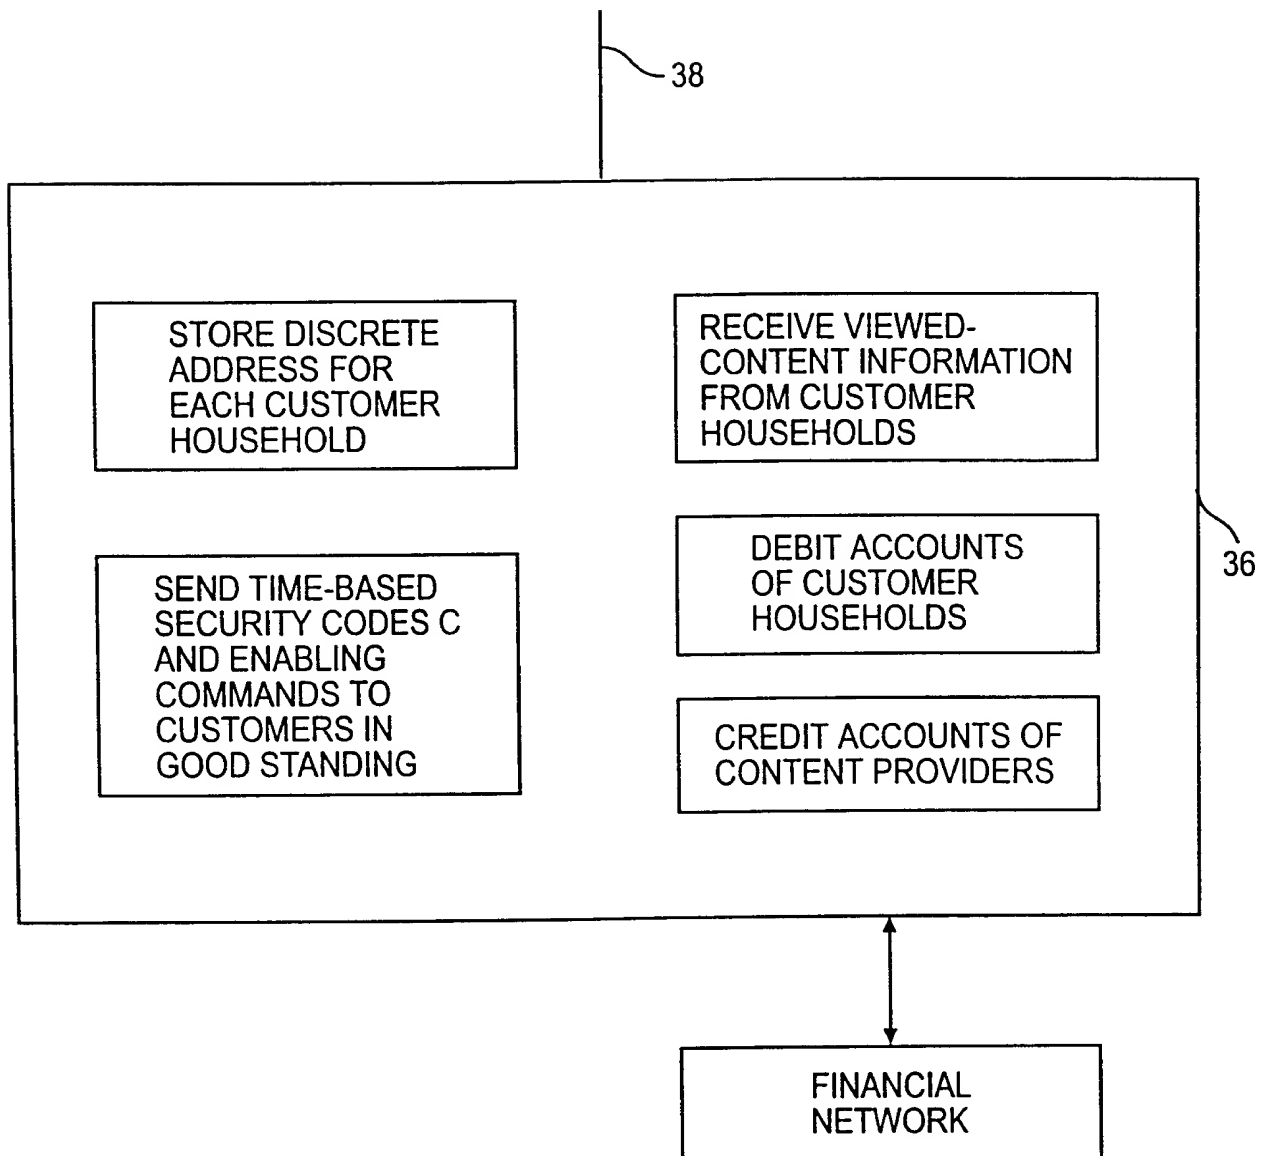 38
STORE DISCRETE
ADDRESS FOR
EACH CUSTOMER
HOUSEHOLD
SEND TIME-BASED
SECURITY CODES C
AND ENABLING
COMMANDS TO
CUSTOMERS IN
GOOD STANDING
RECEIVE VIEWED-
CONTENT INFORMATION
FROM CUSTOMER
HOUSEHOLDS
DEBIT ACCOUNTS
OF CUSTOMER
HOUSEHOLDS
CREDIT ACCOUNTS OF
CONTENT PROVIDERS
36
FINANCIAL
NETWORK